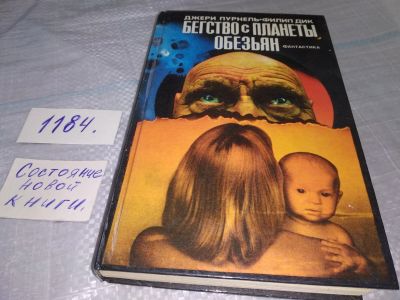 ДЖЕРИ ПУРНЕЛЬ·ФИЛИП ДИК
БЕГСТВО С ПЛАНЕТЫ
ОБЕЗЬЯН
ФАНТАСТИКА
1184.
Состояние
новой
книги.